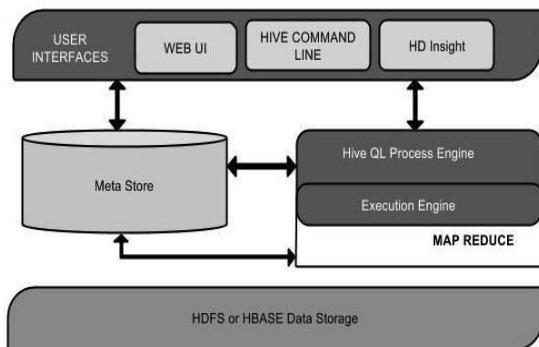 USER
INTERFACES
WEB UI
HIVE COMMAND
LINE
HD Insight
Meta Store
Hive QL Process Engine
Execution Engine
MAP REDUCE
HDFS or HBASE Data Storage